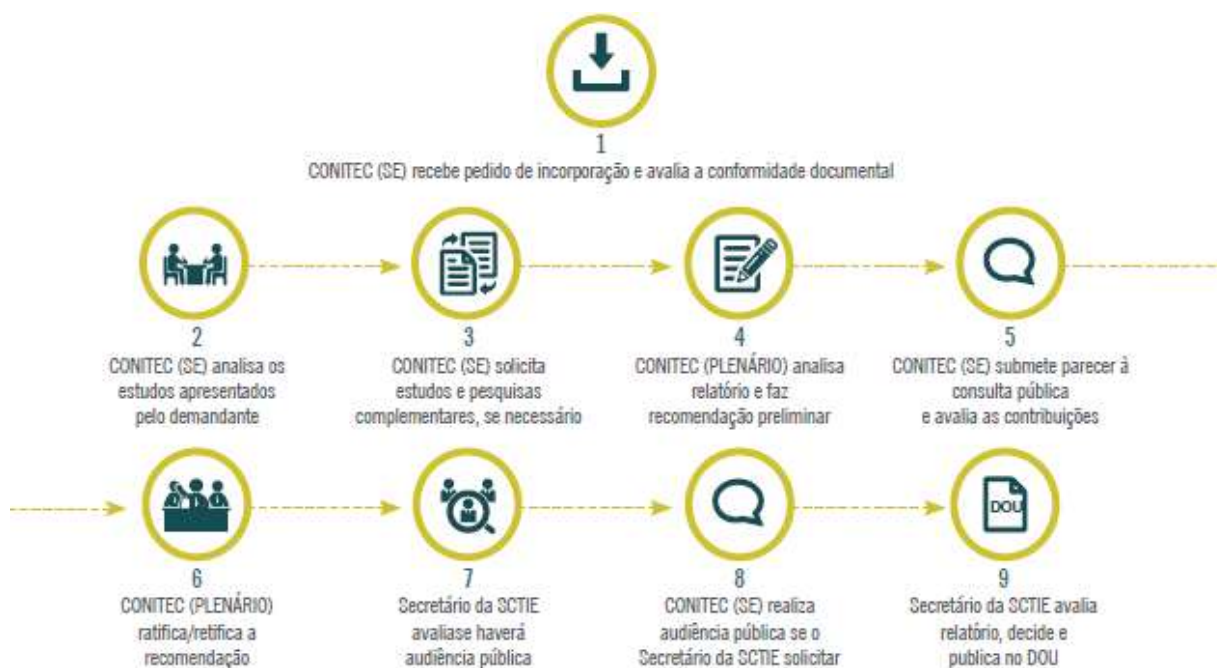 1
CONITEC (SE) recebe pedido de incorporação e avalia a conformidade documental
2
CONITEC (SE) analisa os
estudos apresentados
pelo demandante
3
CONITEC (SE) solicita
estudos e pesquisas
complementares, se necessário
4
CONITEC (PLENÁRIO) analisa
relatório e faz
recomendação preliminar
5
CONITEC (SE) submete parecer à
consulta pública
e avalia as contribuições
6
CONITEC (PLENÁRIO)
ratifica/retifica a
recomendação
7
Secretário da SCTIE
avaliase haverá
audiência pública
8
CONITEC (SE) realiza
audiência pública se o
Secretário da SCTIE solicitar
DOU
9
Secretário da SCTIE avalia
relatório, decide e
publica no DOU